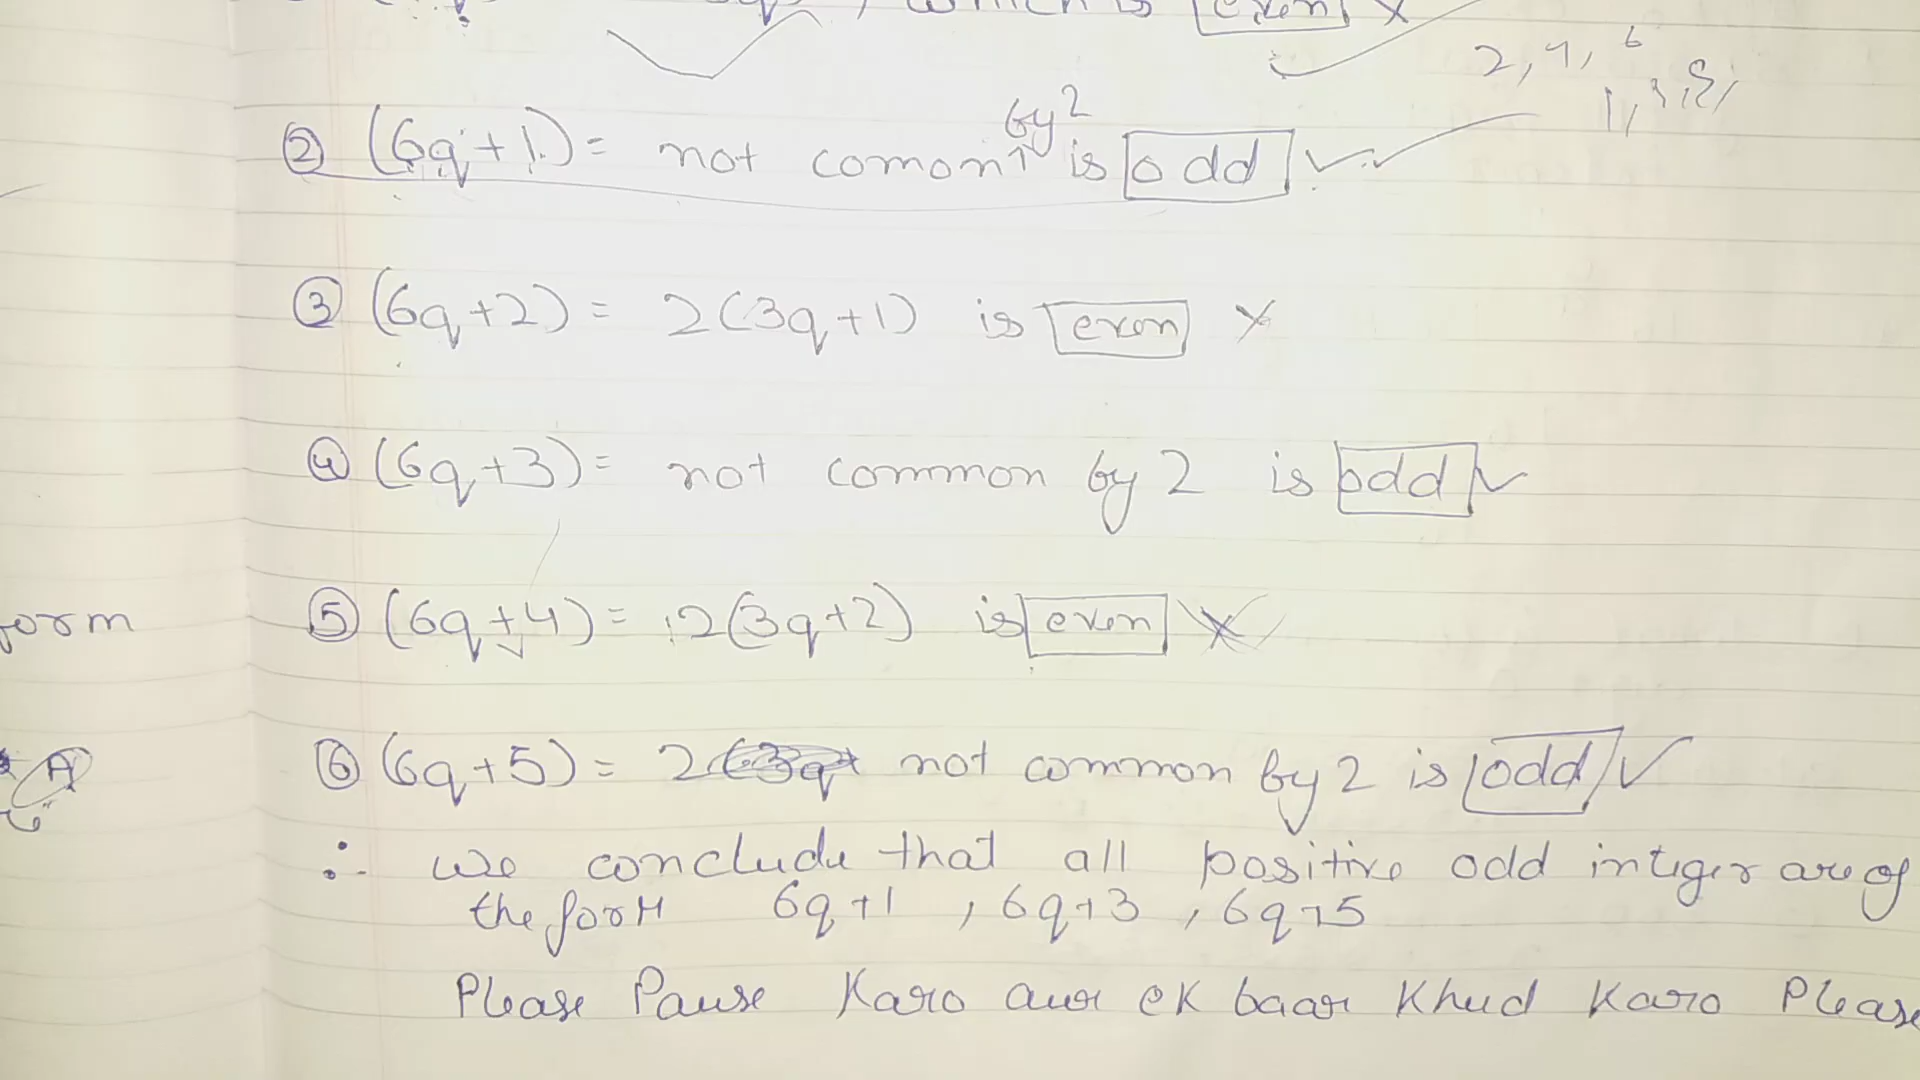 which is even ×
2, 4, 6
1, 3, 5,
② (6q+1) = not comon by 2 is odd ✓
③ (6q+2) = 2(3q+1) is even ×
④ (6q+3) = not common by 2 is odd ✓
⑤ (6q+4) = 2(3q+2) is even ×
form
⑥ (6q+5) = 2 not common by 2 is odd ✓
A
∴ we conclude that all positive odd integer are of
the form 6q+1, 6q+3, 6q+5
Please Pause Karo aur ek baar Khud Karo Please